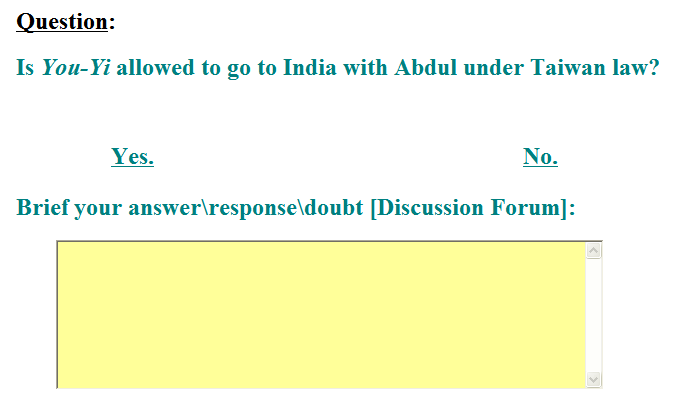 Question:
Is You-Yi allowed to go to India with Abdul under Taiwan law?
Yes. No.
Brief your answer\response\doubt [Discussion Forum]: